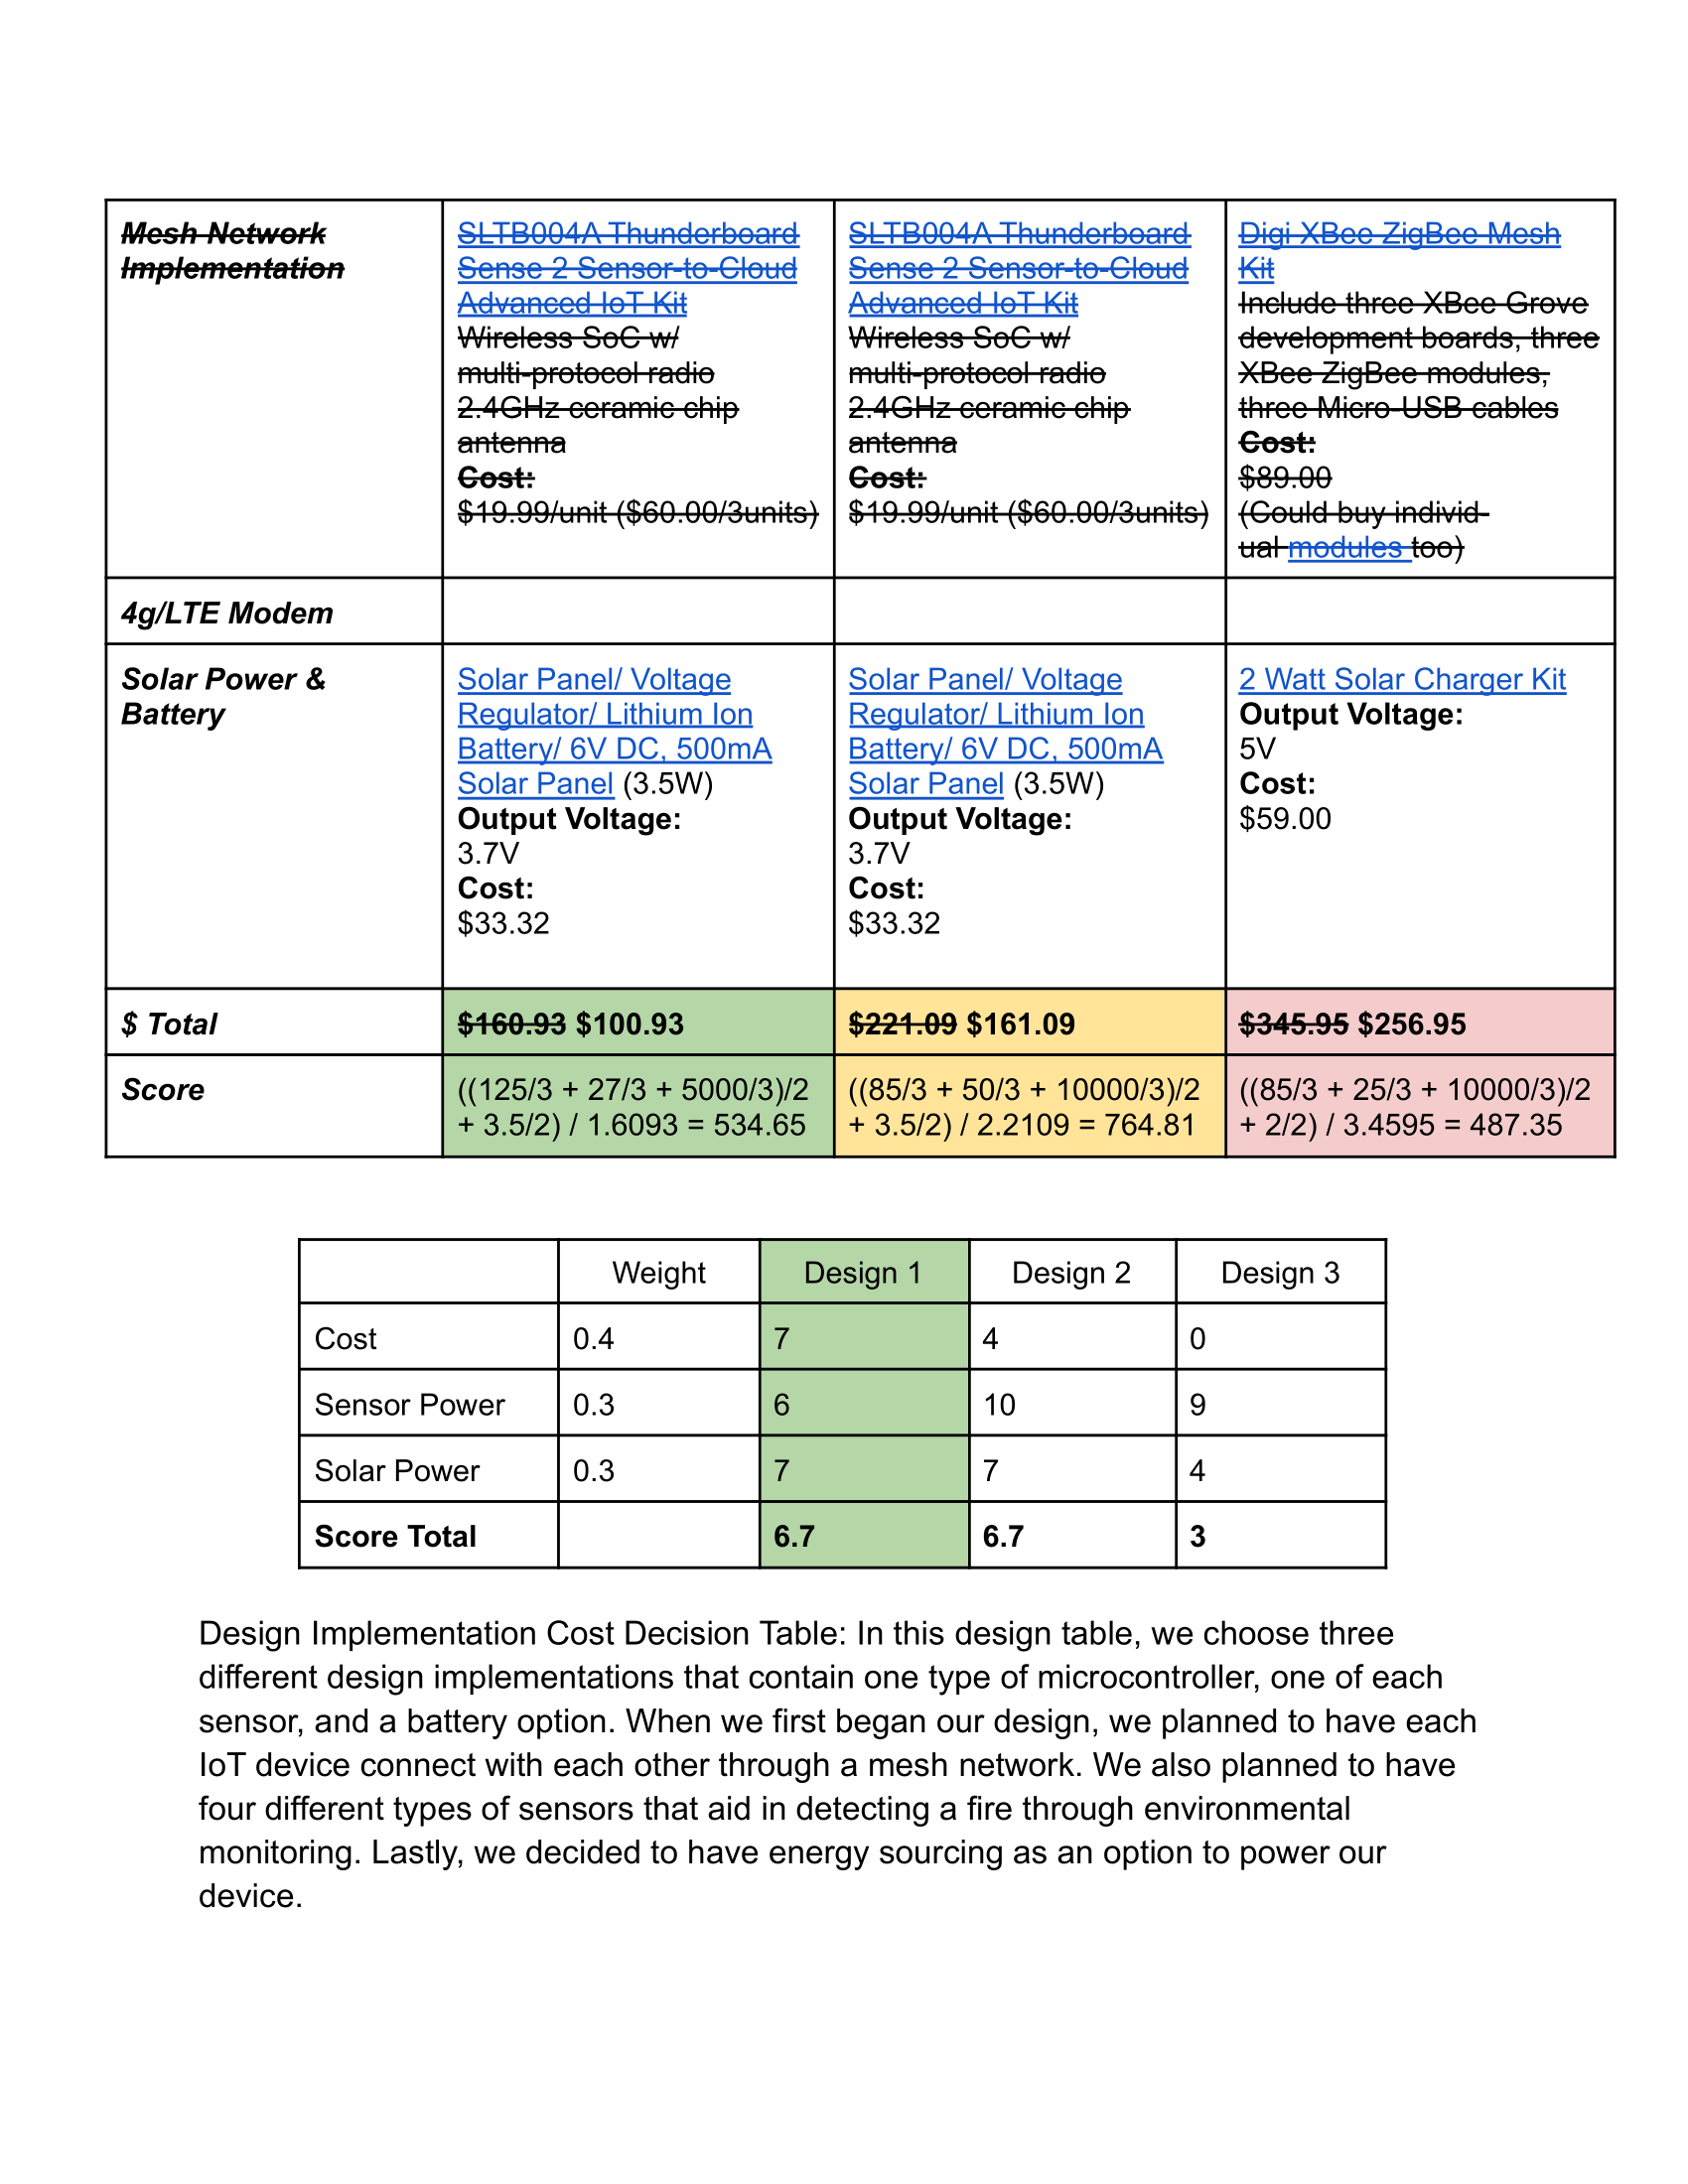 Mesh Network
Implementation
SLTB004A Thunderboard
Sense 2 Sensor-to-Cloud
Advanced IoT Kit
Wireless SoC w/
multi-protocol radio
2.4GHz ceramic chip
antenna
Cost:
$19.99/unit ($60.00/3units)
SLTB004A Thunderboard
Sense 2 Sensor-to-Cloud
Advanced IoT Kit
Wireless SoC w/
multi-protocol radio
2.4GHz ceramic chip
antenna
Cost:
$19.99/unit ($60.00/3units)
Digi XBee ZigBee Mesh
Kit
Include three XBee Grove
development boards, three
XBee ZigBee modules,
three Micro-USB cables
Cost:
$89.00
(Could buy individ-
ual modules too)
4g/LTE Modem
Solar Power &
Battery
Solar Panel/ Voltage
Regulator/ Lithium Ion
Battery/ 6V DC, 500mA
Solar Panel (3.5W)
Output Voltage:
3.7V
Cost:
$33.32
Solar Panel/ Voltage
Regulator/ Lithium Ion
Battery/ 6V DC, 500mA
Solar Panel (3.5W)
Output Voltage:
3.7V
Cost:
$33.32
2 Watt Solar Charger Kit
Output Voltage:
5V
Cost:
$59.00
$ Total
$160.93 $100.93
$221.09 $161.09
$345.95 $256.95
Score
((125/3 + 27/3 + 5000/3)/2
+ 3.5/2) / 1.6093 = 534.65
((85/3 + 50/3 + 10000/3)/2
+ 3.5/2) / 2.2109 = 764.81
((85/3 + 25/3 + 10000/3)/2
+ 2/2) / 3.4595 = 487.35
Weight Design 1 Design 2 Design 3
Cost 0.4 7 4 0
Sensor Power 0.3 6 10 9
Solar Power 0.3 7 7 4
Score Total 6.7 6.7 3
Design Implementation Cost Decision Table: In this design table, we choose three
different design implementations that contain one type of microcontroller, one of each
sensor, and a battery option. When we first began our design, we planned to have each
IoT device connect with each other through a mesh network. We also planned to have
four different types of sensors that aid in detecting a fire through environmental
monitoring. Lastly, we decided to have energy sourcing as an option to power our
device.